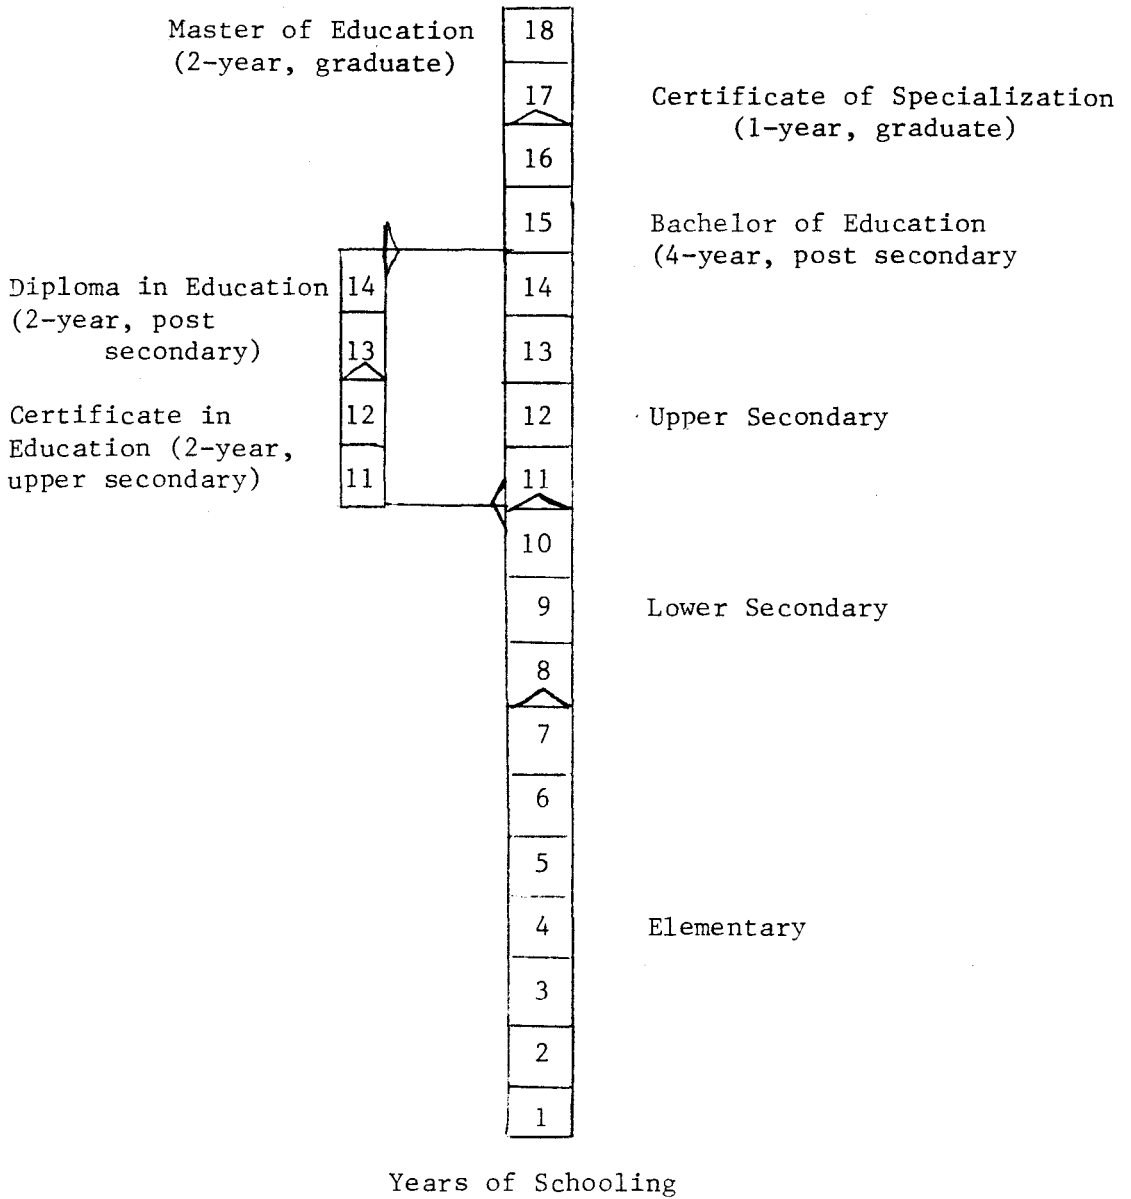 Master of Education
(2-year, graduate)
18
17
Certificate of Specialization
(1-year, graduate)
16
15
Bachelor of Education
(4-year, post secondary
Diploma in Education
(2-year, post
secondary)
14
13
14
13
Certificate in
Education (2-year,
upper secondary)
12
11
12
Upper Secondary
11
10
9
Lower Secondary
8
7
6
5
4
Elementary
3
2
1
Years of Schooling